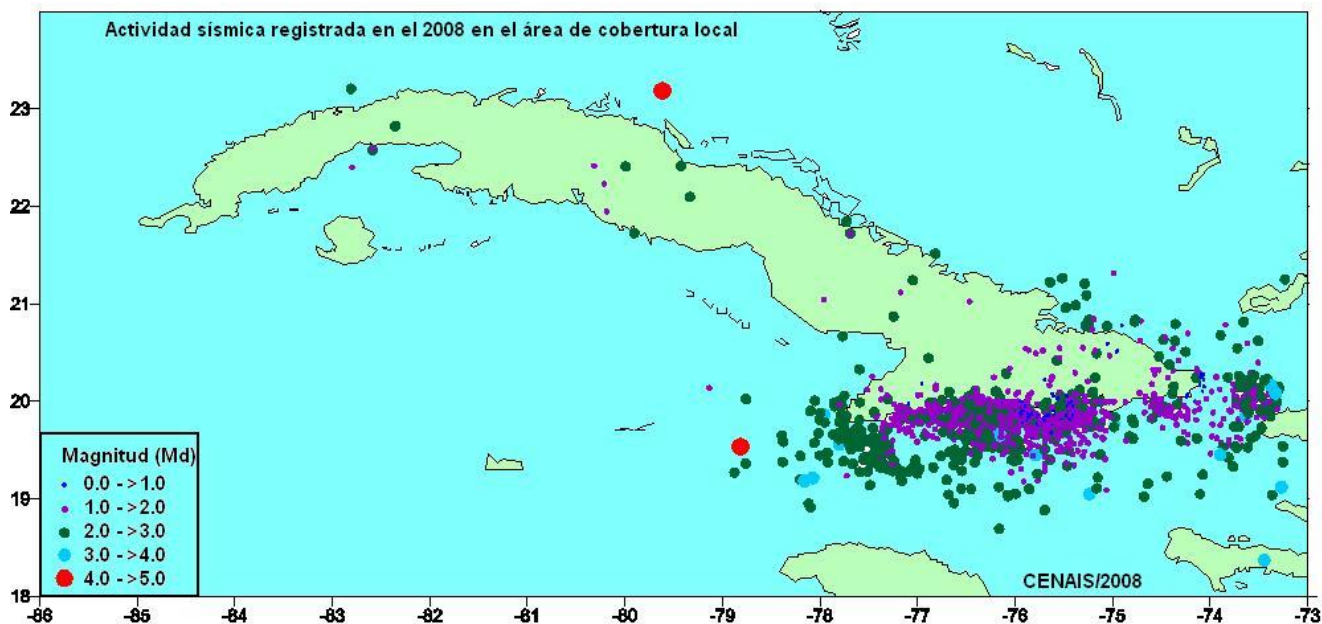 Actividad sísmica registrada en el 2008 en el área de cobertura local
23
22
21
20
19
18
Magnitud (Md)
0.0 ->1.0
1.0 ->2.0
2.0 ->3.0
3.0 ->4.0
4.0 ->5.0
CENAIS/2008
-86 -85 -84 -83 -82 -81 -80 -79 -78 -77 -76 -75 -74 -73